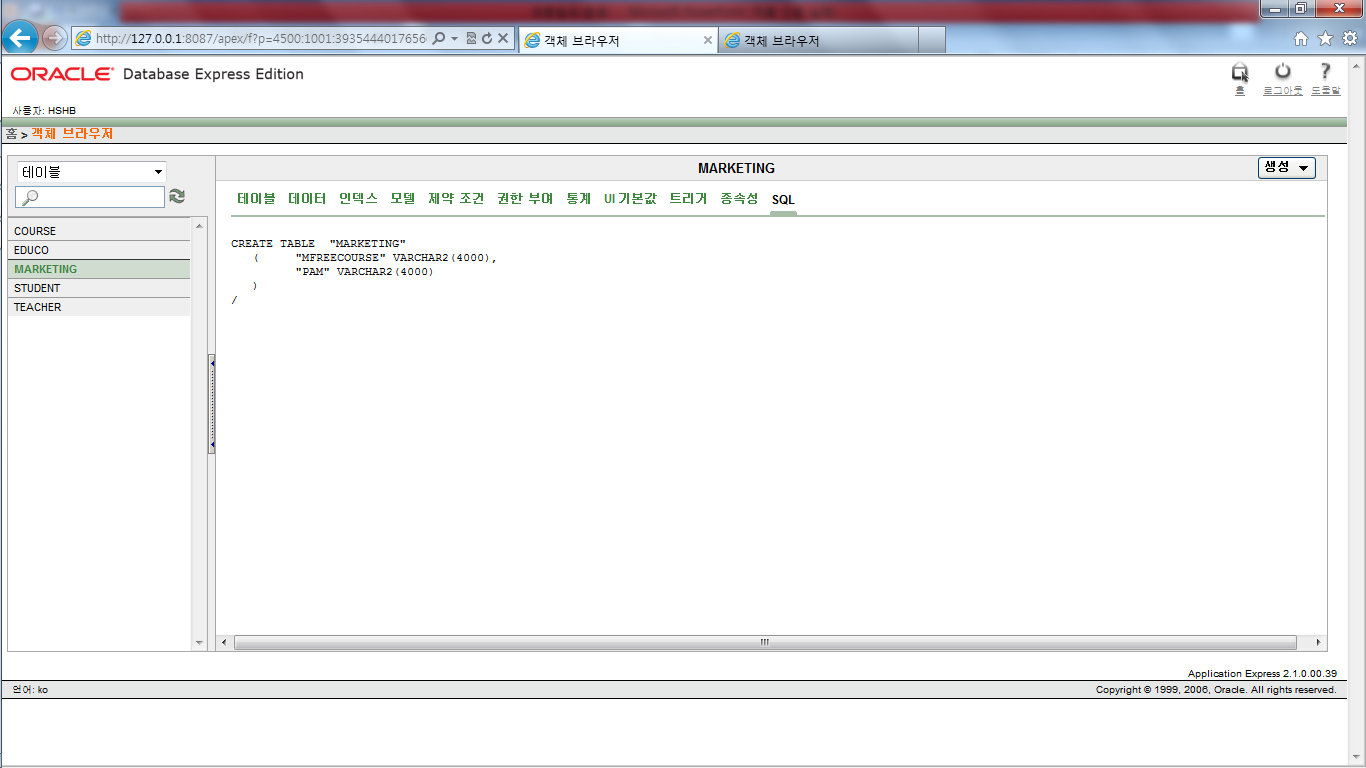 http://127.0.0.1:8087/apex/f?p=4500:1001:3935444017656
객체 브라우저
객체 브라우저
ORACLE Database Express Edition
홈 로그아웃 도움말
사용자: HSHB
홈 > 객체 브라우저
테이블
MARKETING
생성
테이블 데이터 인덱스 모델 제약 조건 권한 부여 통계 UI 기본값 트리거 종속성 SQL
COURSE
EDUCO
MARKETING
STUDENT
TEACHER
CREATE TABLE "MARKETING"
( "MFREECOURSE" VARCHAR2(4000),
"PAM" VARCHAR2(4000)
)
/
Application Express 2.1.0.00.39
언어: ko
Copyright © 1999, 2006, Oracle. All rights reserved.